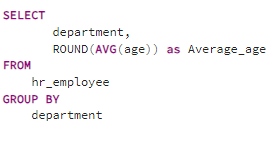 SELECT
department,
ROUND(AVG(age)) as Average_age
FROM
hr_employee
GROUP BY
department